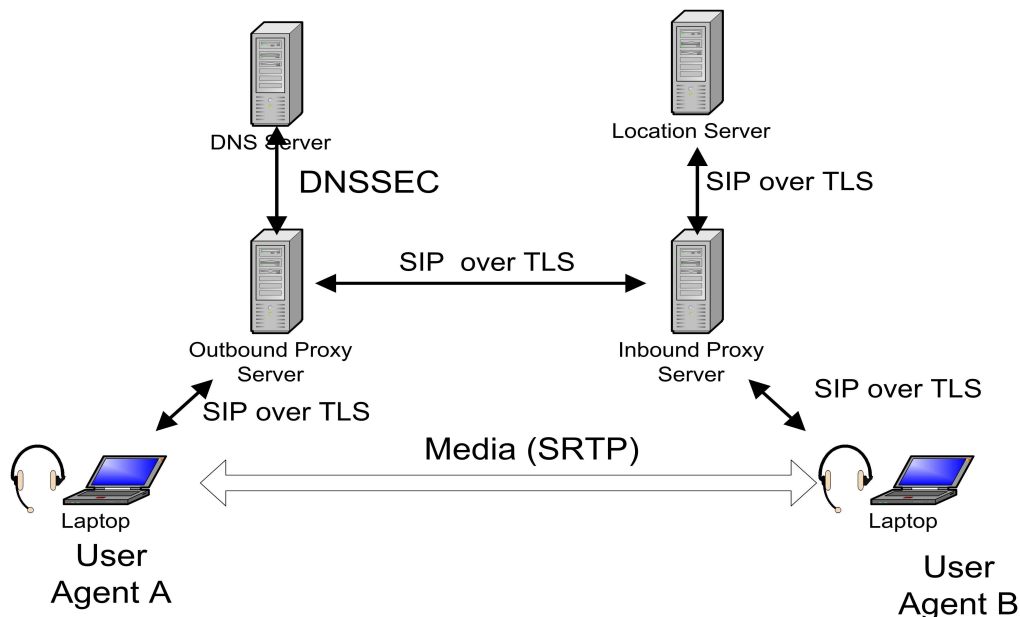 DNS Server
Location Server
DNSSEC
SIP over TLS
SIP over TLS
Outbound Proxy
Server
Inbound Proxy
Server
SIP over TLS
SIP over TLS
Media (SRTP)
Laptop
Laptop
User
Agent A
User
Agent B